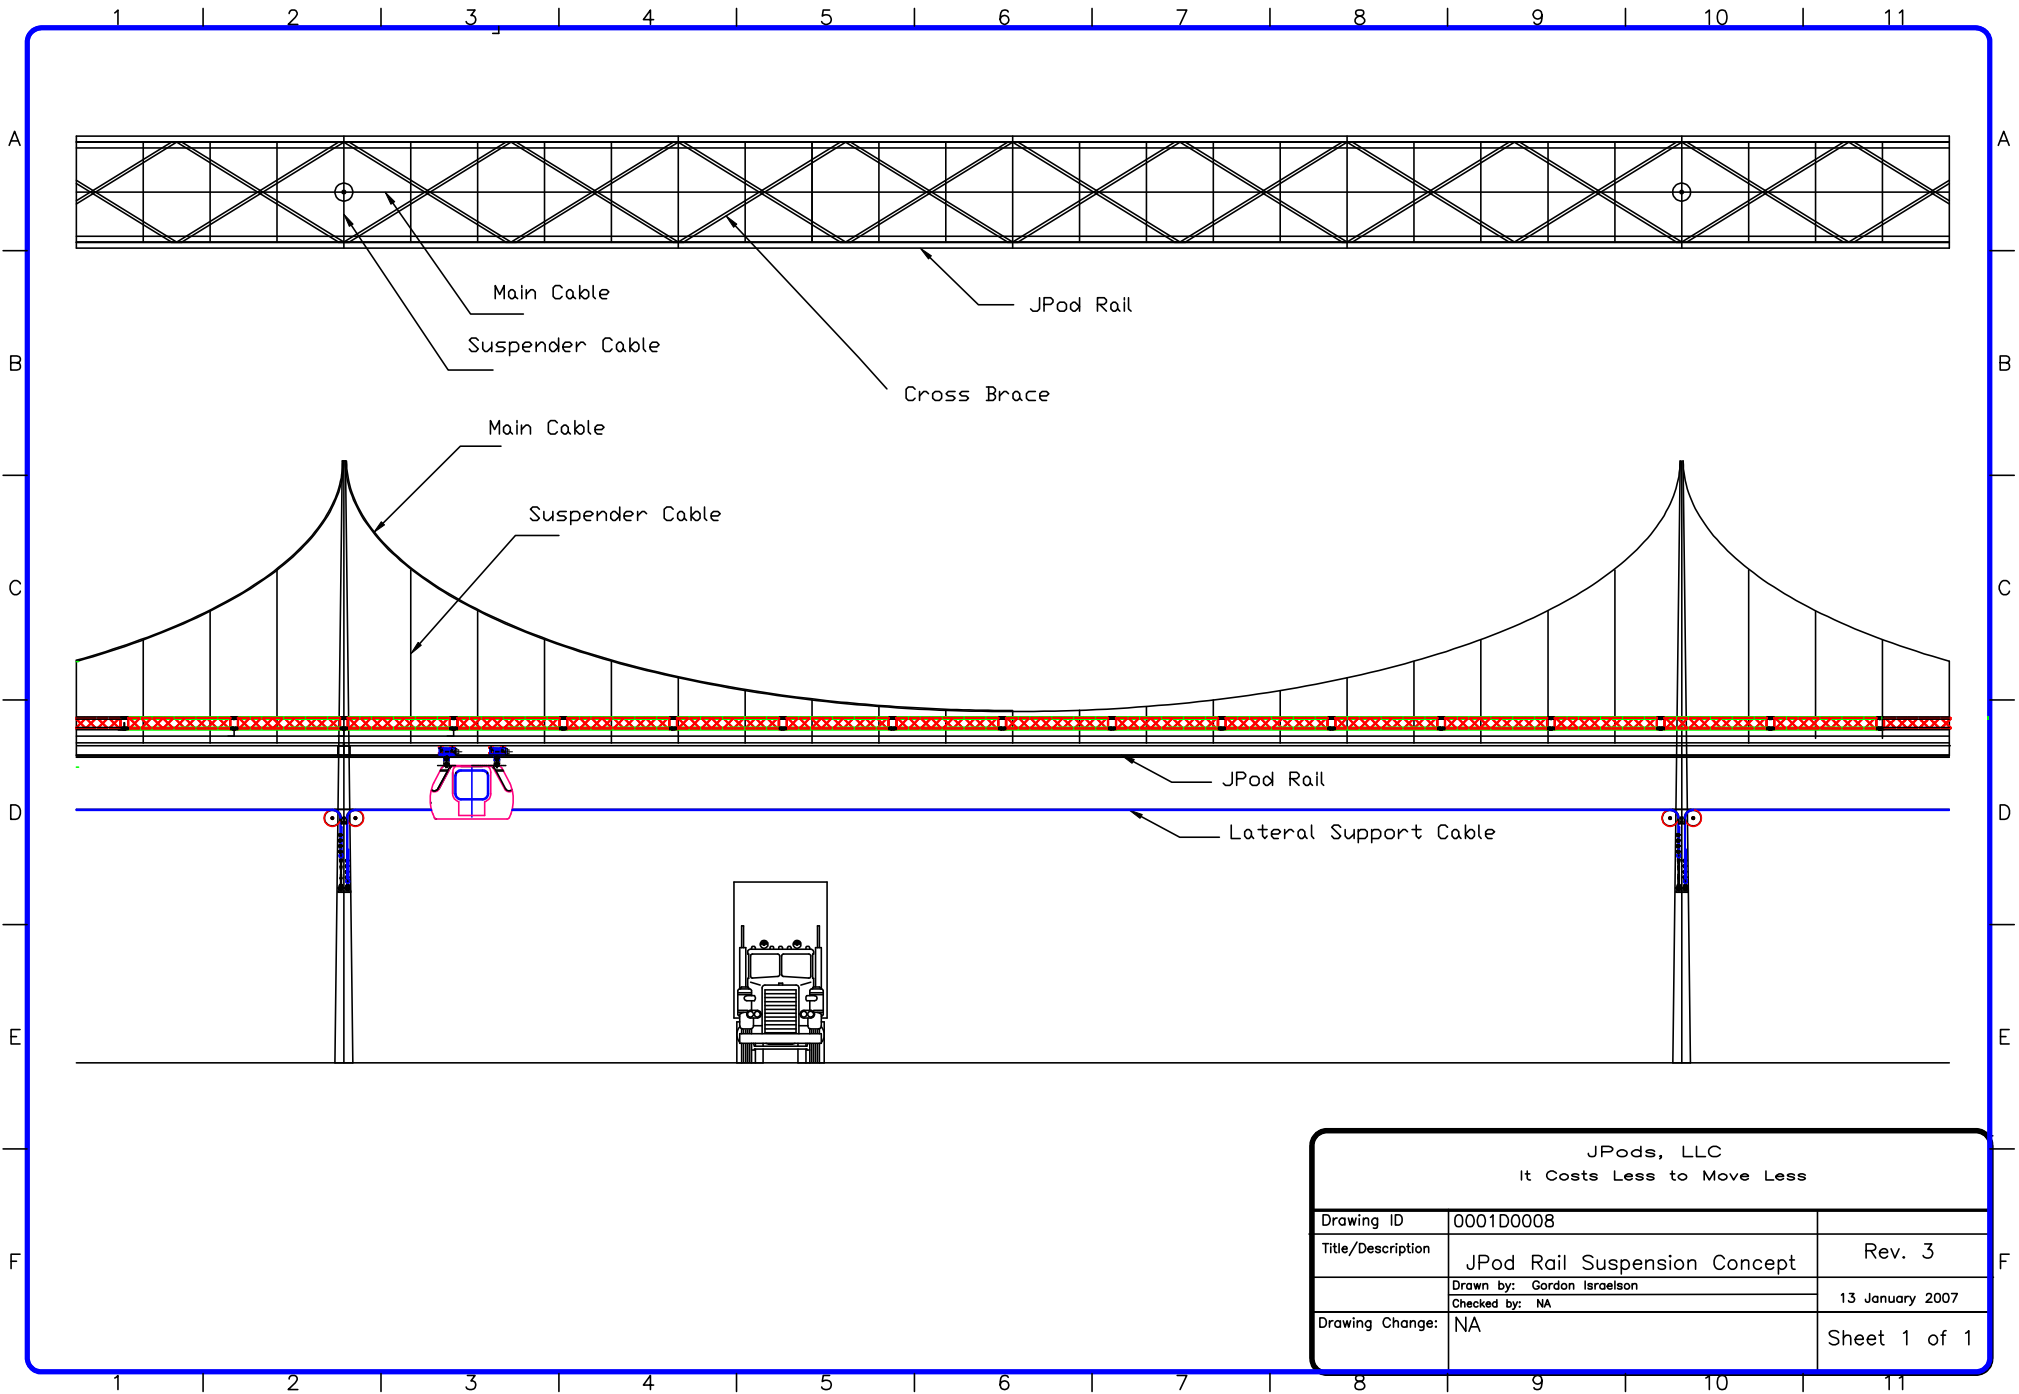 1 2 3 4 5 6 7 8 9 10 11
A A
Main Cable
JPod Rail
Suspender Cable
B B
Cross Brace
Main Cable
Suspender Cable
C C
JPod Rail
D D
Lateral Support Cable
E E
JPods, LLC
It Costs Less to Move Less
Drawing ID 0001D0008
Title/Description JPod Rail Suspension Concept Rev. 3
F F
Drawn by: Gordon Israelson
Checked by: NA 13 January 2007
Drawing Change: NA
Sheet 1 of 1
1 2 3 4 5 6 7 8 9 10 11